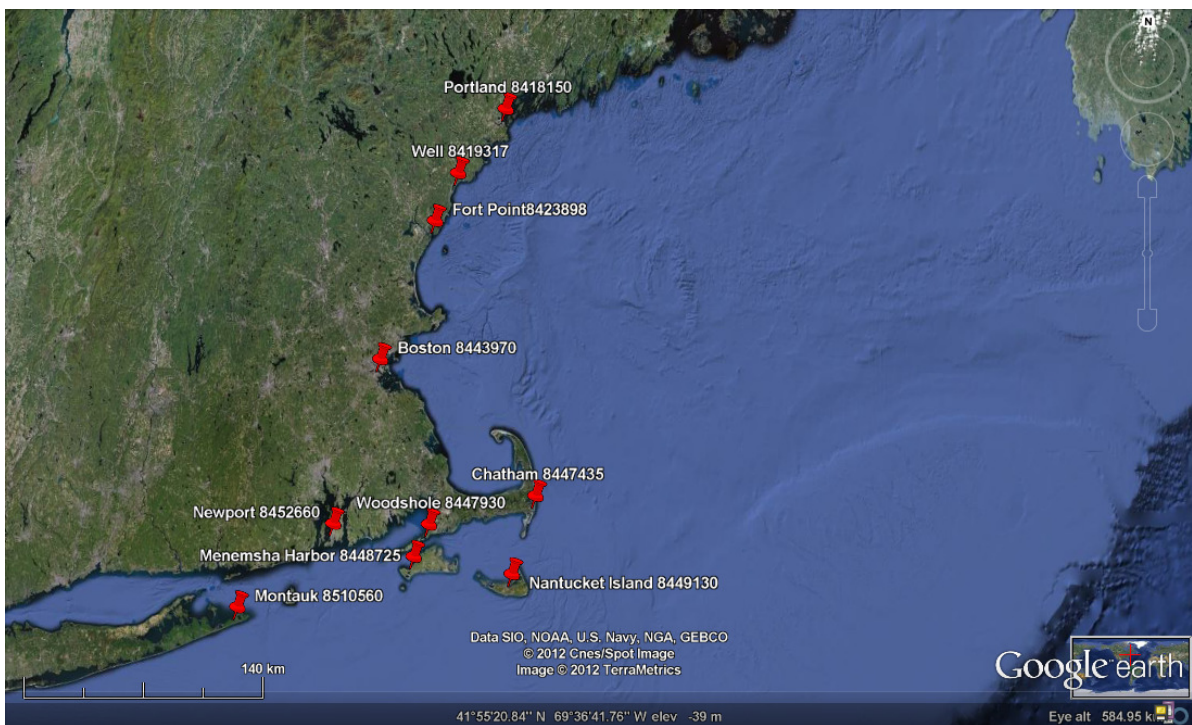 N
Portland 8418150
Well 8419317
Fort Point8423898
Boston 8443970
Chatham 8447435
Woodshole 8447930
Newport 8452660
Menemsha Harbor 8448725
Nantucket Island 8449130
Montauk 8510560
Data SIO, NOAA, U.S. Navy, NGA, GEBCO
© 2012 Cnes/Spot Image
Image © 2012 TerraMetrics
140 km
Google earth
41°55'20.84" N 69°36'41.76" W elev -39 m
Eye alt 584.95